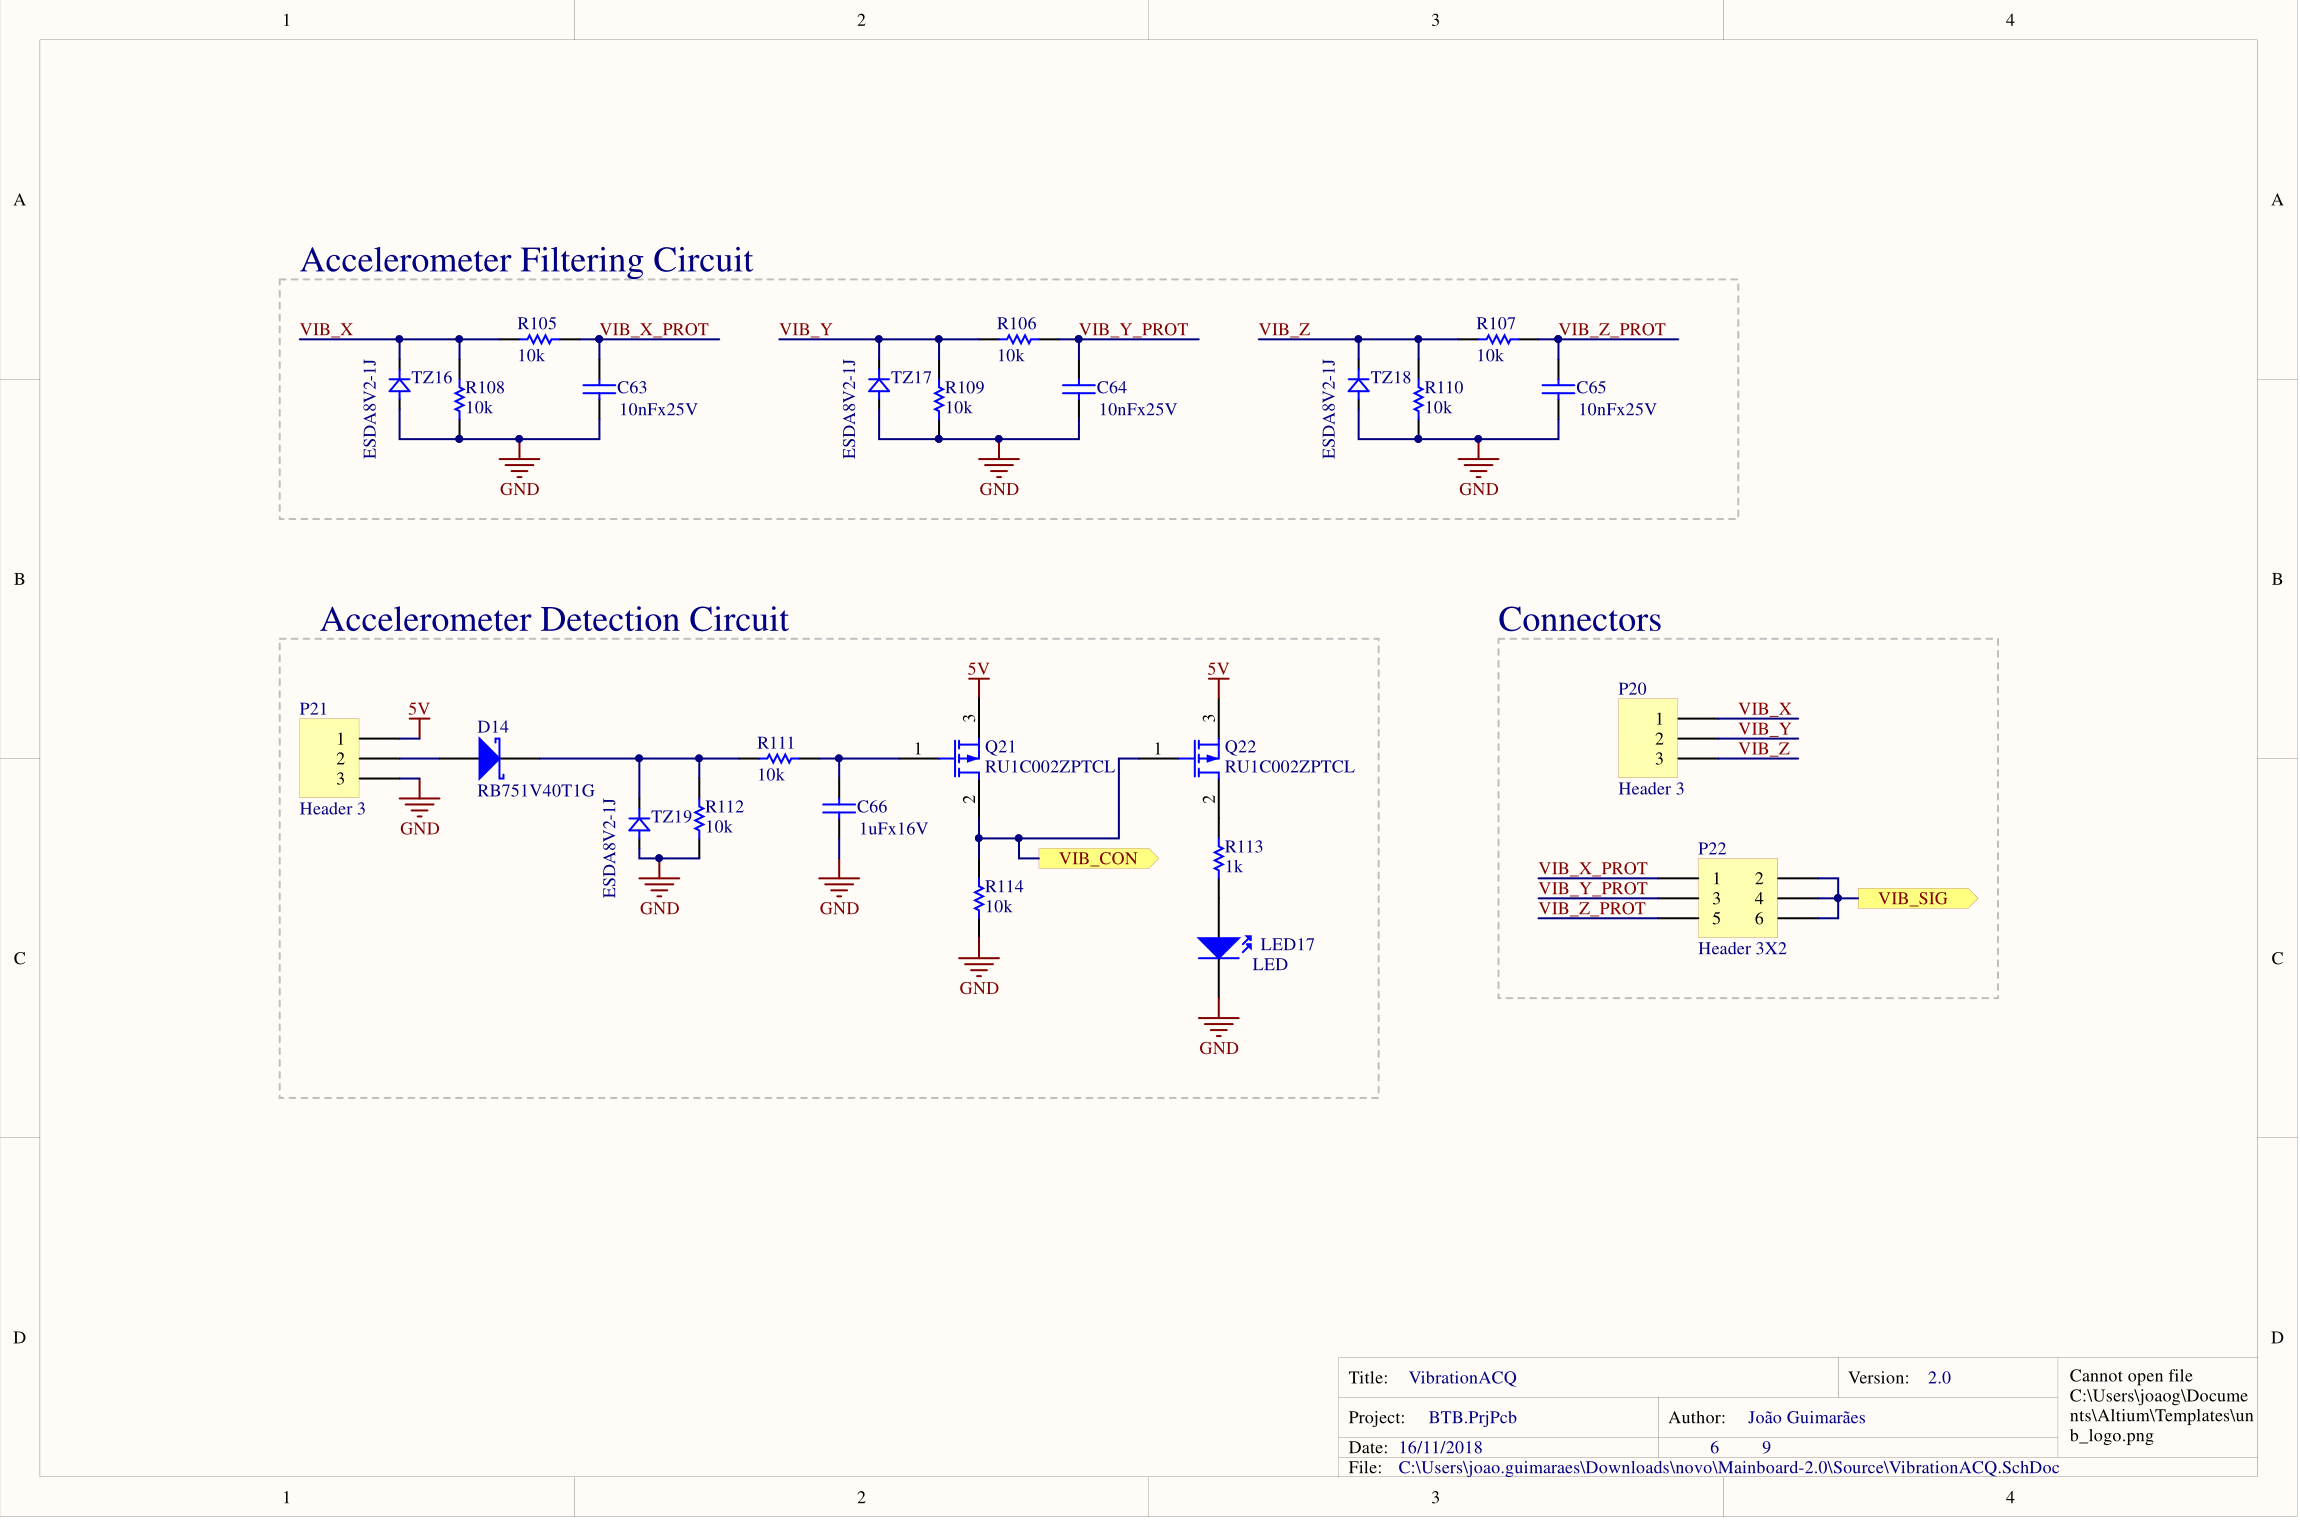 1 2 3 4
A A
Accelerometer Filtering Circuit
VIB_X R105 VIB_X_PROT VIB_Y R106 VIB_Y_PROT VIB_Z R107 VIB_Z_PROT
10k 10k 10k
ESDA8V2-1J TZ16 R108 C63 ESDA8V2-1J TZ17 R109 C64 ESDA8V2-1J TZ18 R110 C65
10k 10nFx25V 10k 10nFx25V 10k 10nFx25V
GND GND GND
B B
Accelerometer Detection Circuit
P21
1
2
3
Header 3
5V
GND
D14
RB751V40T1G
ESDA8V2-1J
TZ19
R112
10k
GND
R111
10k
C66
1uFx16V
GND
5V
3
1
Q21
RU1C002ZPTCL
2
VIB_CON
R114
10k
GND
5V
3
1
Q22
RU1C002ZPTCL
2
R113
1k
LED17
LED
GND
Connectors
P20
1 VIB_X
2 VIB_Y
3 VIB_Z
Header 3
P22
VIB_X_PROT 1 2
VIB_Y_PROT 3 4 VIB_SIG
VIB_Z_PROT 5 6
Header 3X2
C C
D D
Title: VibrationACQ Version: 2.0
Project: BTB.PrjPcb Author: João Guimarães
Date: 16/11/2018 6 9
File: C:\Users\joao.guimaraes\Downloads\novo\Mainboard-2.0\Source\VibrationACQ.SchDoc
Cannot open file
C:\Users\joaog\Docume
nts\Altium\Templates\un
b_logo.png
1 2 3 4